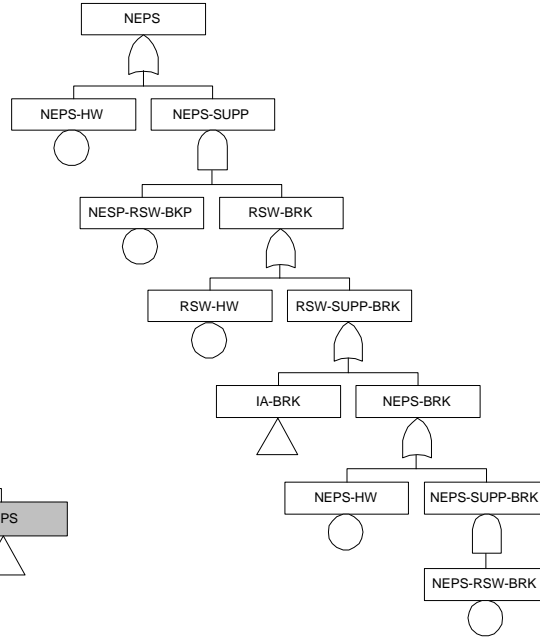 NEPS
NEPS-HW
NEPS-SUPP
NESP-RSW-BKP
RSW-BRK
RSW-HW
RSW-SUPP-BRK
IA-BRK
NEPS-BRK
NEPS-HW
NEPS-SUPP-BRK
PS
NEPS-RSW-BRK